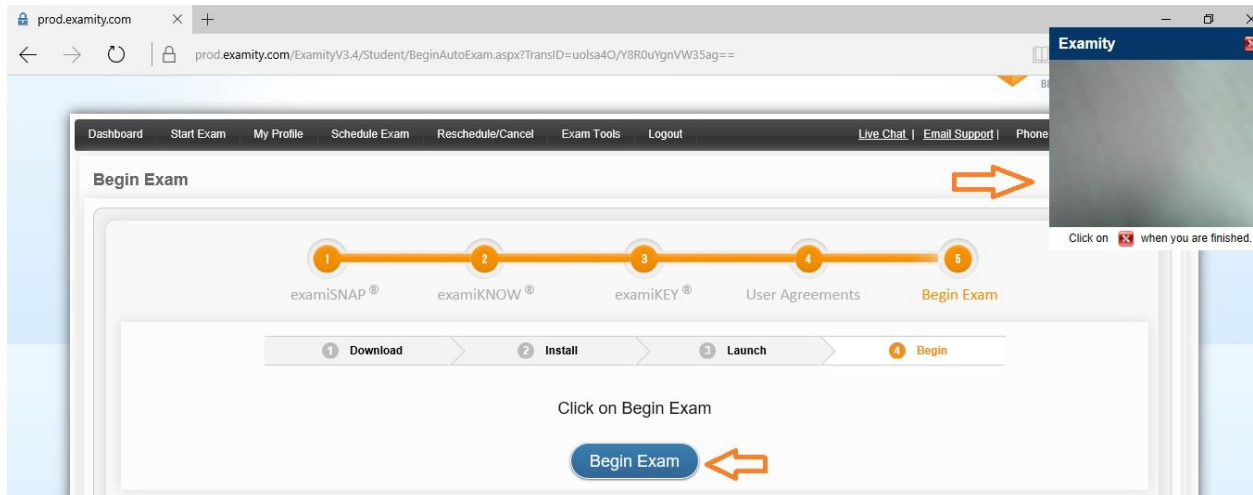 prod.examity.com
prod.examity.com/ExamityV3.4/Student/BeginAutoExam.aspx?TransID=uolsa4O/Y8R0uYgnVW35ag==
Examity
Dashboard Start Exam My Profile Schedule Exam Reschedule/Cancel Exam Tools Logout Live Chat | Email Support | Phone
Begin Exam
Click on when you are finished.
1 2 3 4 5
examiSNAP ® examiKNOW ® examiKEY ® User Agreements Begin Exam
1 Download 2 Install 3 Launch 4 Begin
Click on Begin Exam
Begin Exam